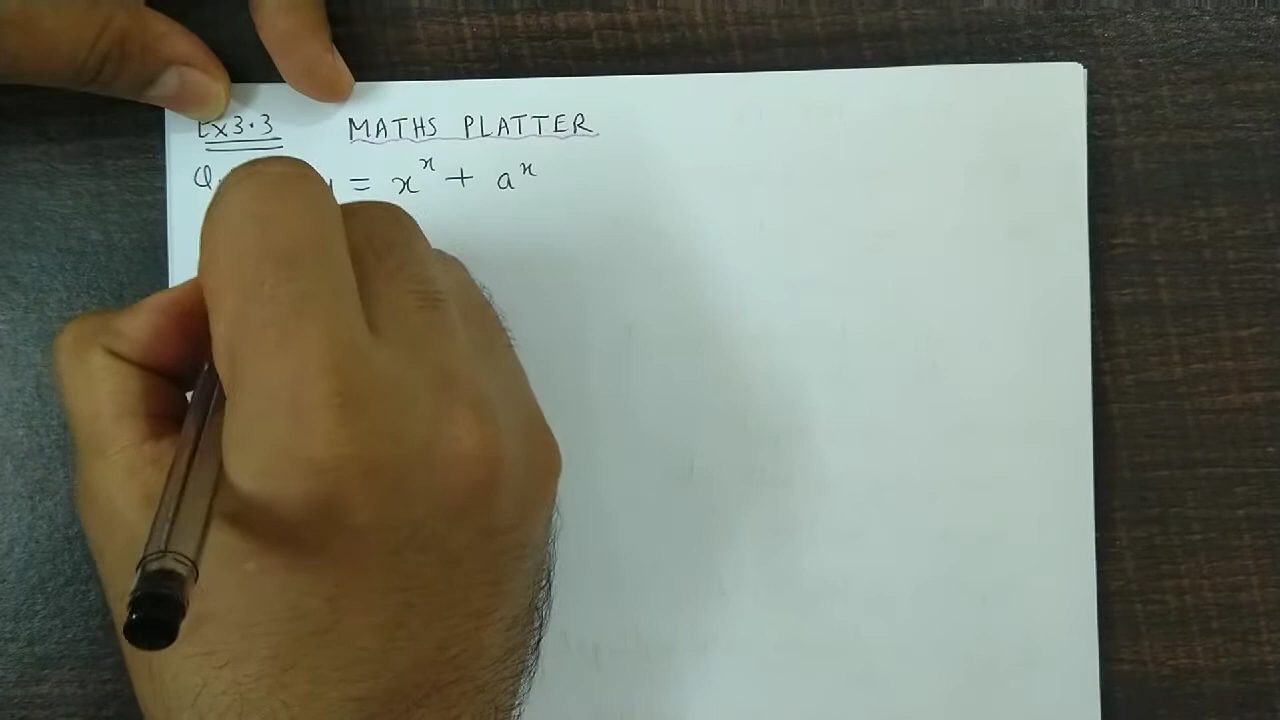 Ex3.3 MATHS PLATTER
Q. = x^x + a^x